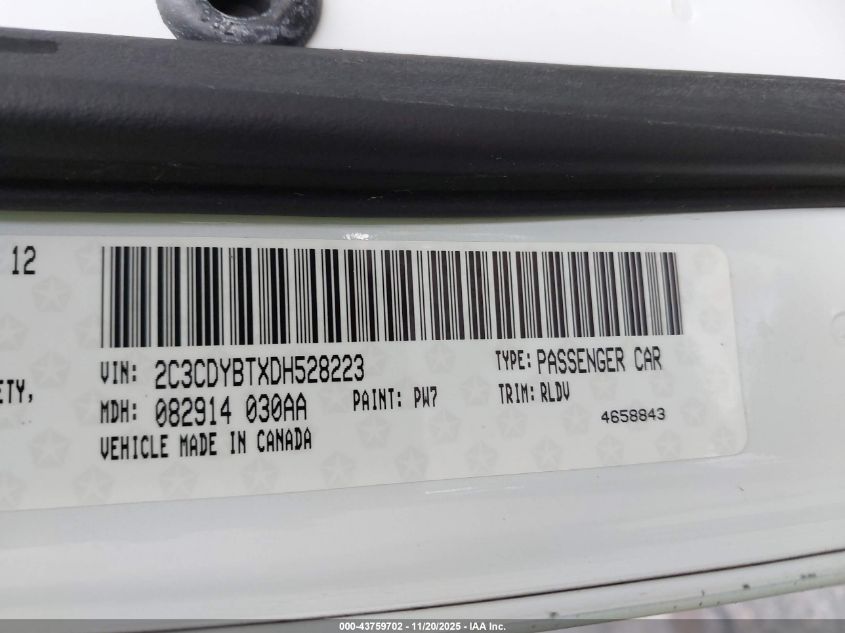 12
ETY,
VIN: 2C3CDYBTXDH528223 TYPE: PASSENGER CAR
MDH: 082914 030AA PAINT: PW7 TRIM: RLDV
VEHICLE MADE IN CANADA 4658843
000-43759702 - 11/20/2025 - IAA Inc.